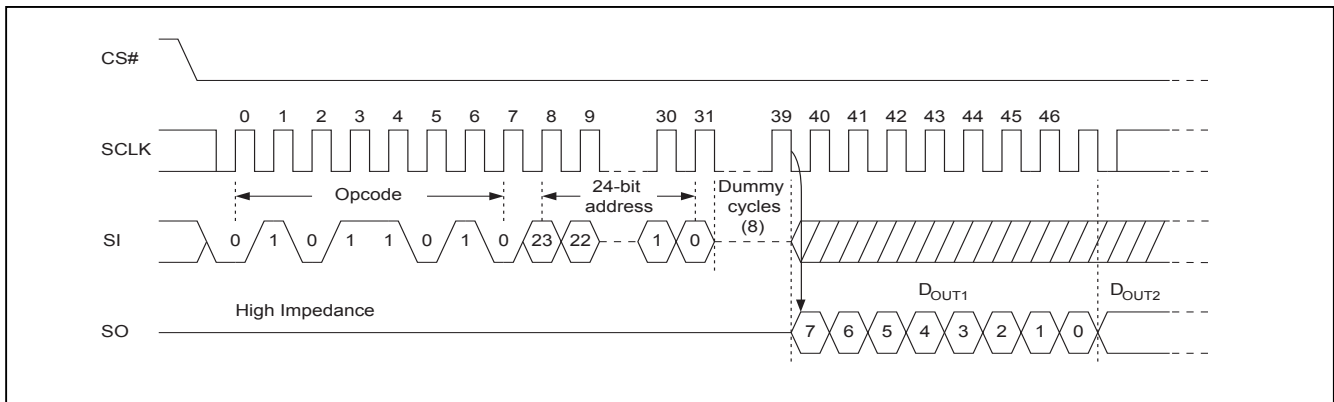 CS#
0 1 2 3 4 5 6 7 8 9 30 31 39 40 41 42 43 44 45 46
SCLK
Opcode 24-bit address Dummy cycles (8)
SI 0 1 0 1 1 0 1 0 23 22 1 0
High Impedance DOUT1 DOUT2
SO 7 6 5 4 3 2 1 0